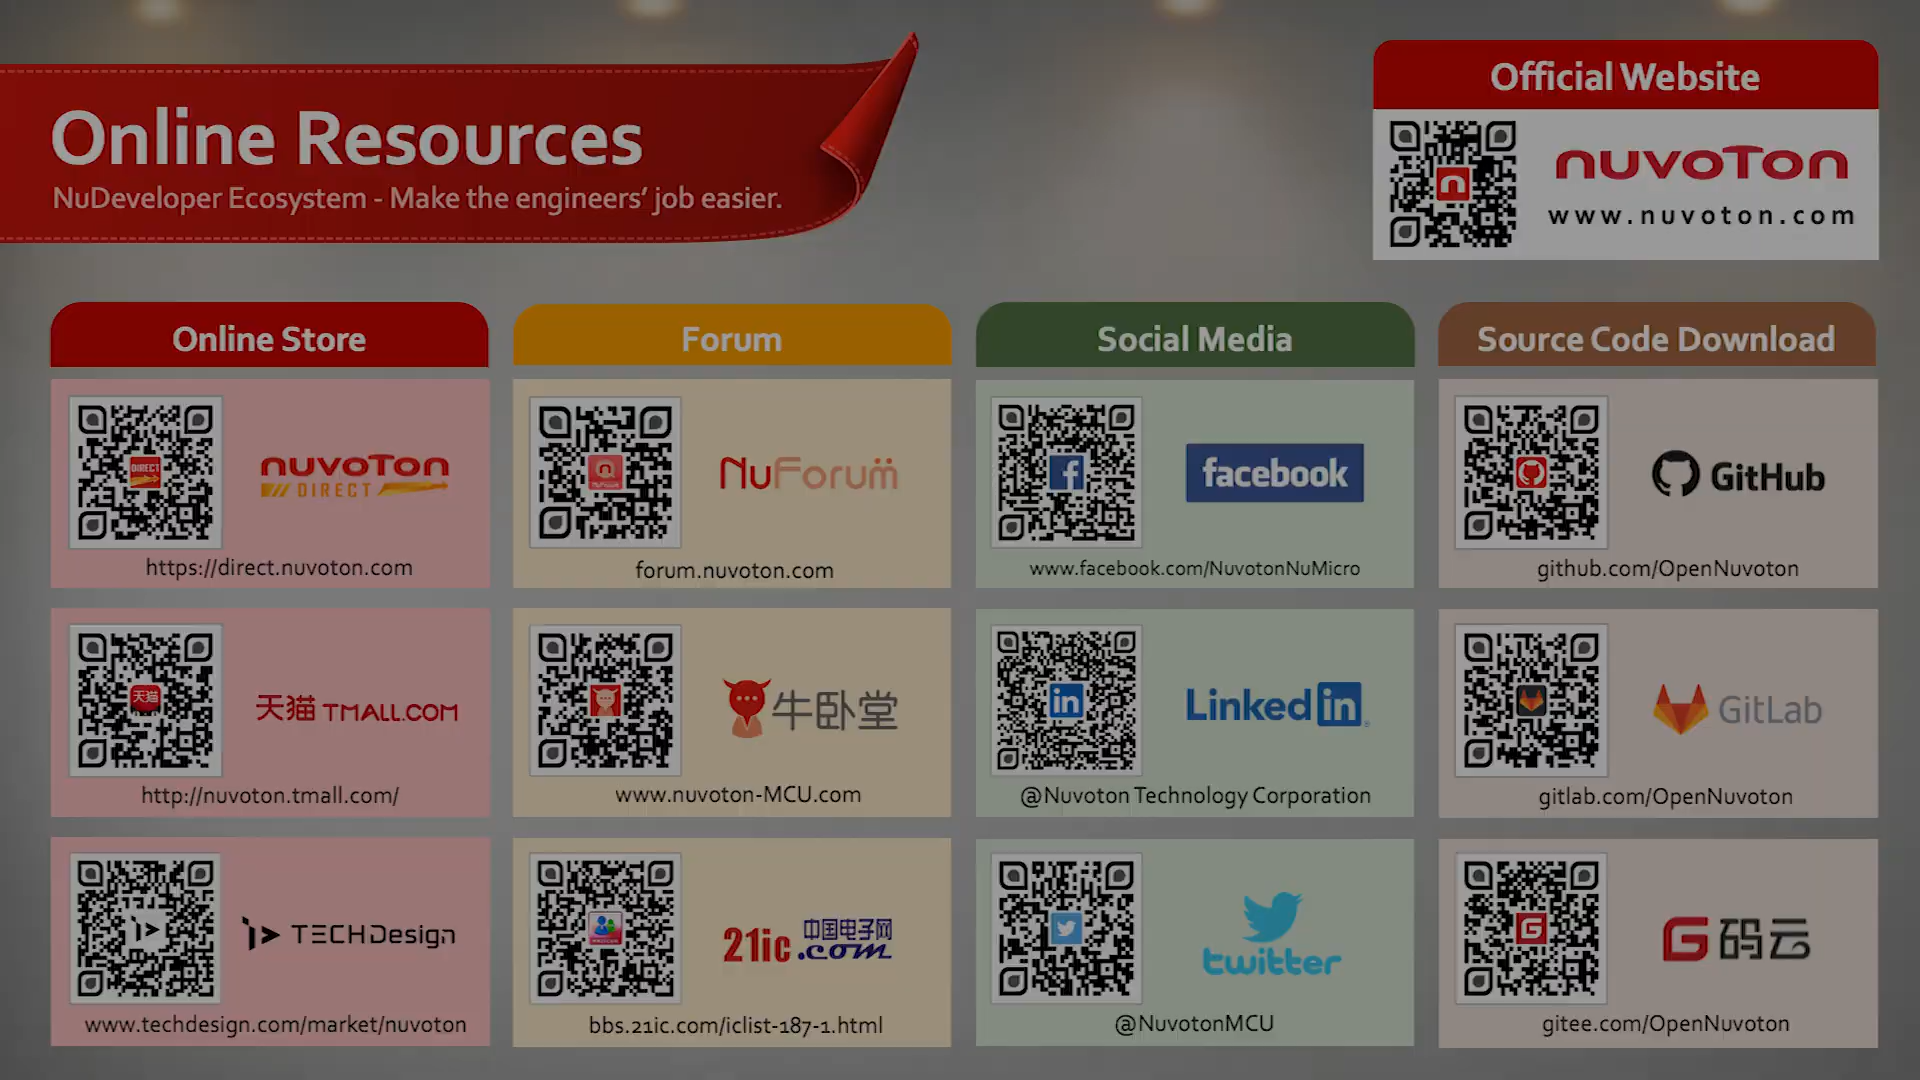 Online Resources
NuDeveloper Ecosystem - Make the engineers' job easier.
Official Website
nuvoTon
www.nuvoton.com
Online Store
DIRECT
nuvoTon
DIRECT
https://direct.nuvoton.com
天猫
天猫 TMALL.COM
http://nuvoton.tmall.com/
TECHDesign
www.techdesign.com/market/nuvoton
Forum
NuForum
forum.nuvoton.com
牛卧堂
www.nuvoton-MCU.com
21ic 中国电子网
.com
bbs.21ic.com/iclist-187-1.html
Social Media
f
facebook
www.facebook.com/NuvotonNuMicro
in
Linked in
@Nuvoton Technology Corporation
twitter
@NuvotonMCU
Source Code Download
GitHub
github.com/OpenNuvoton
GitLab
gitlab.com/OpenNuvoton
G
G 码云
gitee.com/OpenNuvoton